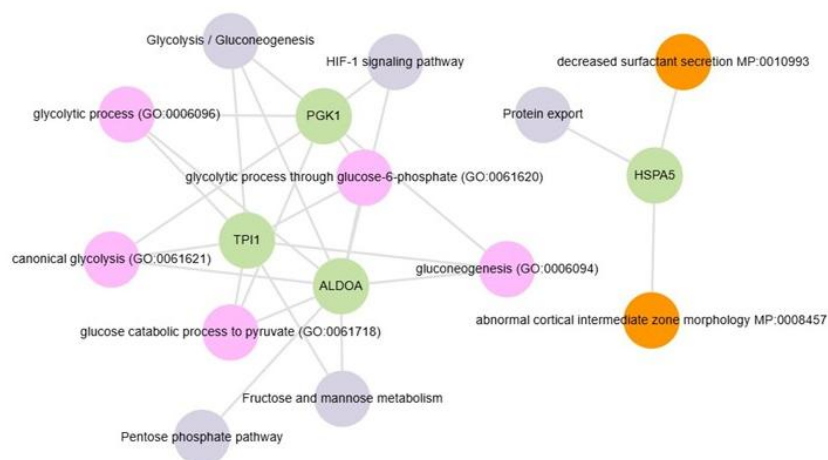 Glycolysis / Gluconeogenesis
HIF-1 signaling pathway
decreased surfactant secretion MP:0010993
glycolytic process (GO:0006096)
PGK1
Protein export
glycolytic process through glucose-6-phosphate (GO:0061620)
HSPA5
TPI1
canonical glycolysis (GO:0061621)
gluconeogenesis (GO:0006094)
ALDOA
abnormal cortical intermediate zone morphology MP:0008457
glucose catabolic process to pyruvate (GO:0061718)
Fructose and mannose metabolism
Pentose phosphate pathway